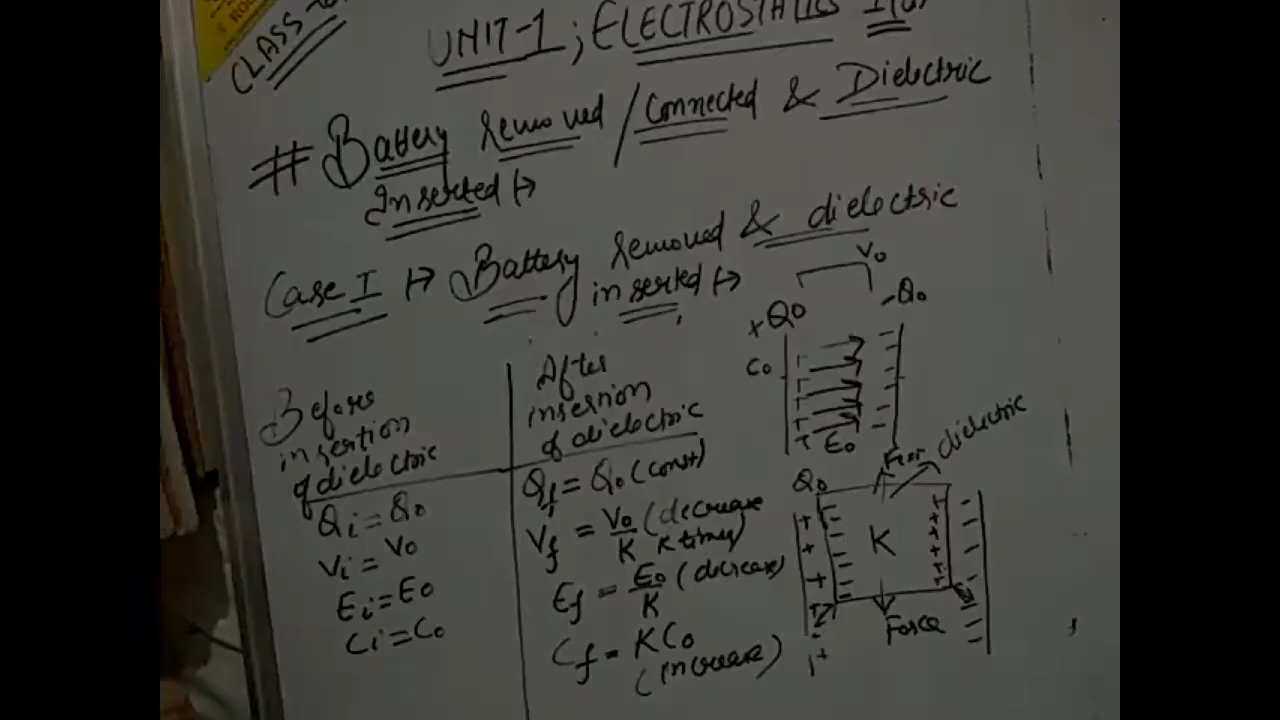 CLASS
UNIT-1; ELECTROSTATICS
# Battery removed / Connected & Dielectric
Inserted :->
Case I :-> Battery removed & dielectric
inserted :->
Before
insertion
of dielectric
Qi = Q0
Vi = V0
Ei = E0
Ci = C0
After
insertion
of dielectric
Qf = Q0 (const)
Vf = V0/K (decrease
K times)
Ef = E0/K (decrease)
Cf = KC0
(increase)
V0
+Q0 -Q0
C0
E0
dielectric
Q0
K
Force